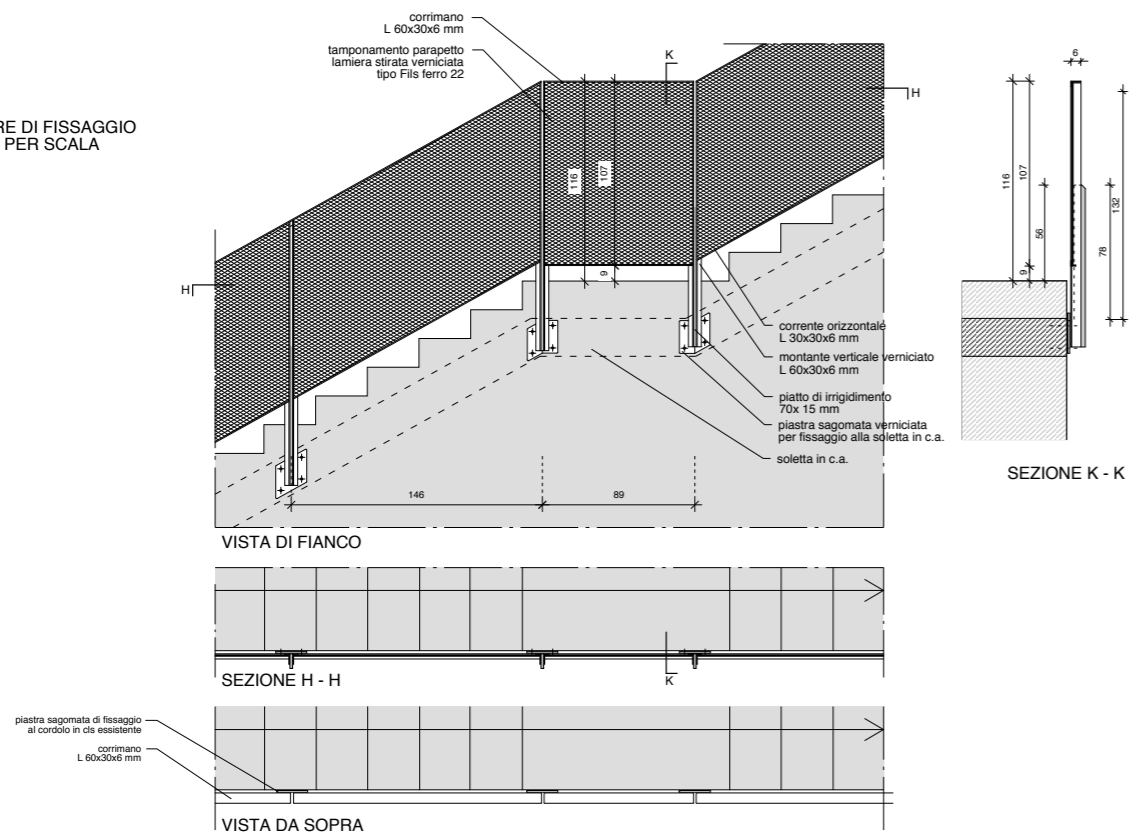 corrimano
L 60x30x6 mm
tamponamento parapetto
lamiera stirata verniciata
tipo Fils ferro 22
RE DI FISSAGGIO
PER SCALA
K
H
H
116
107
9
corrente orizzontale
L 30x30x6 mm
montante verticale verniciato
L 60x30x6 mm
piatto di irrigidimento
70x 15 mm
piastra sagomata verniciata
per fissaggio alla soletta in c.a.
soletta in c.a.
146
89
VISTA DI FIANCO
6
116
107
9
56
78
132
SEZIONE K - K
SEZIONE H - H
K
piastra sagomata di fissaggio
al cordolo in cls essistente
corrimano
L 60x30x6 mm
VISTA DA SOPRA